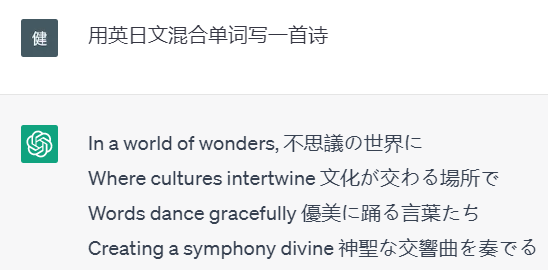 健
用英日文混合单词写一首诗
In a world of wonders, 不思議の世界に
Where cultures intertwine 文化が交わる場所で
Words dance gracefully 優美に踊る言葉たち
Creating a symphony divine 神聖な交響曲を奏でる